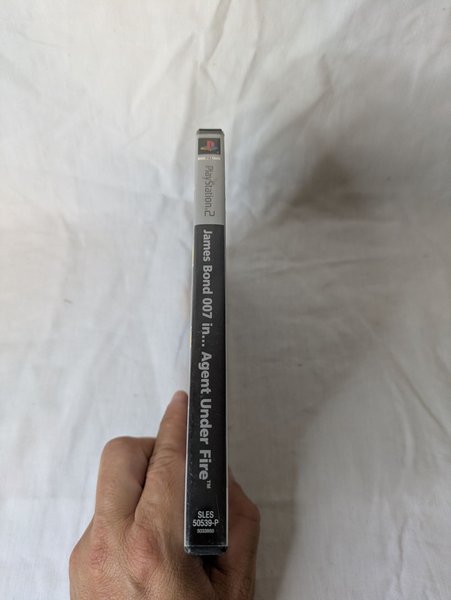 PlayStation.2
James Bond 007 in... Agent Under Fire™
SLES
50539-P